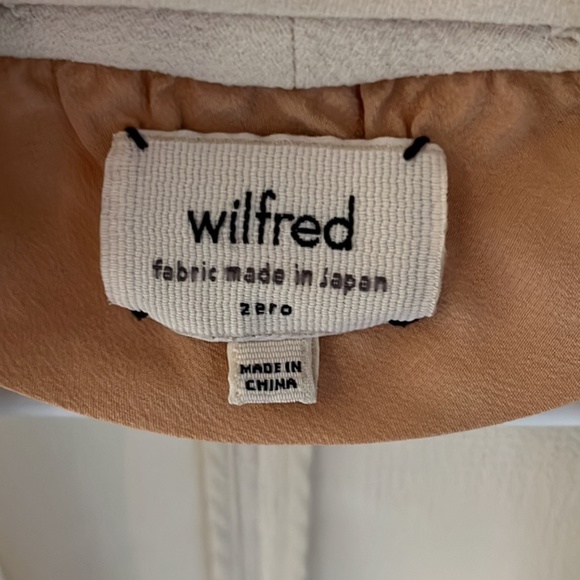 wilfred
fabric made in Japan
zero
MADE IN
CHINA